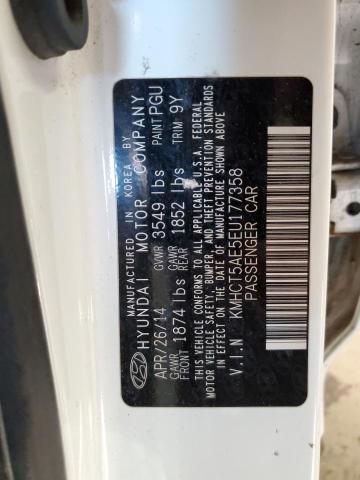 MANUFACTURED IN KOREA BY
HYUNDAI MOTOR COMPANY
APR/26/14 GVWR 3549 lbs PAINT PGU
GAWR FRONT 1874 lbs GAWR REAR 1852 lbs TRIM 9Y
THIS VEHICLE CONFORMS TO ALL APPLICABLE U.S.A. FEDERAL
MOTOR VEHICLE SAFETY, BUMPER, AND THEFT PREVENTION STANDARDS
IN EFFECT ON THE DATE OF MANUFACTURE SHOWN ABOVE
V.I.N KMHCT5AE5EU177358
PASSENGER CAR